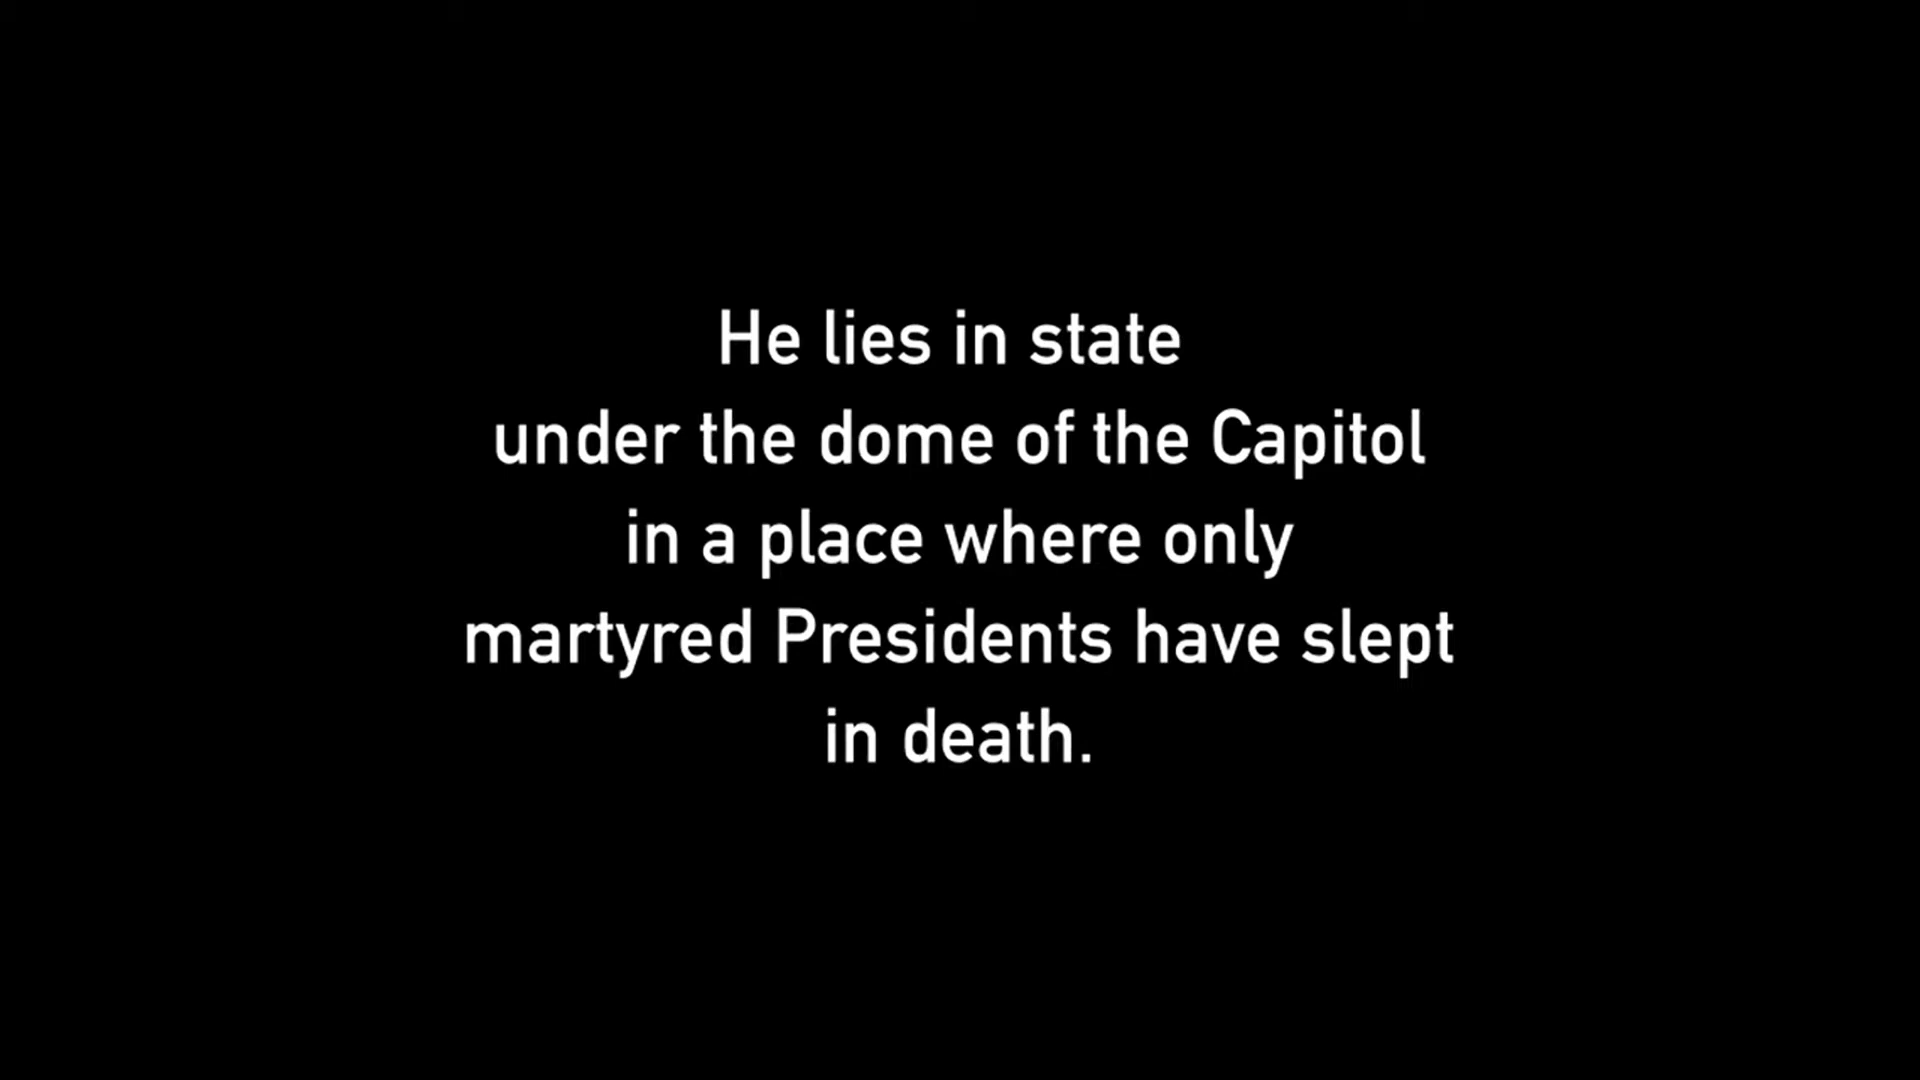 He lies in state
under the dome of the Capitol
in a place where only
martyred Presidents have slept
in death.